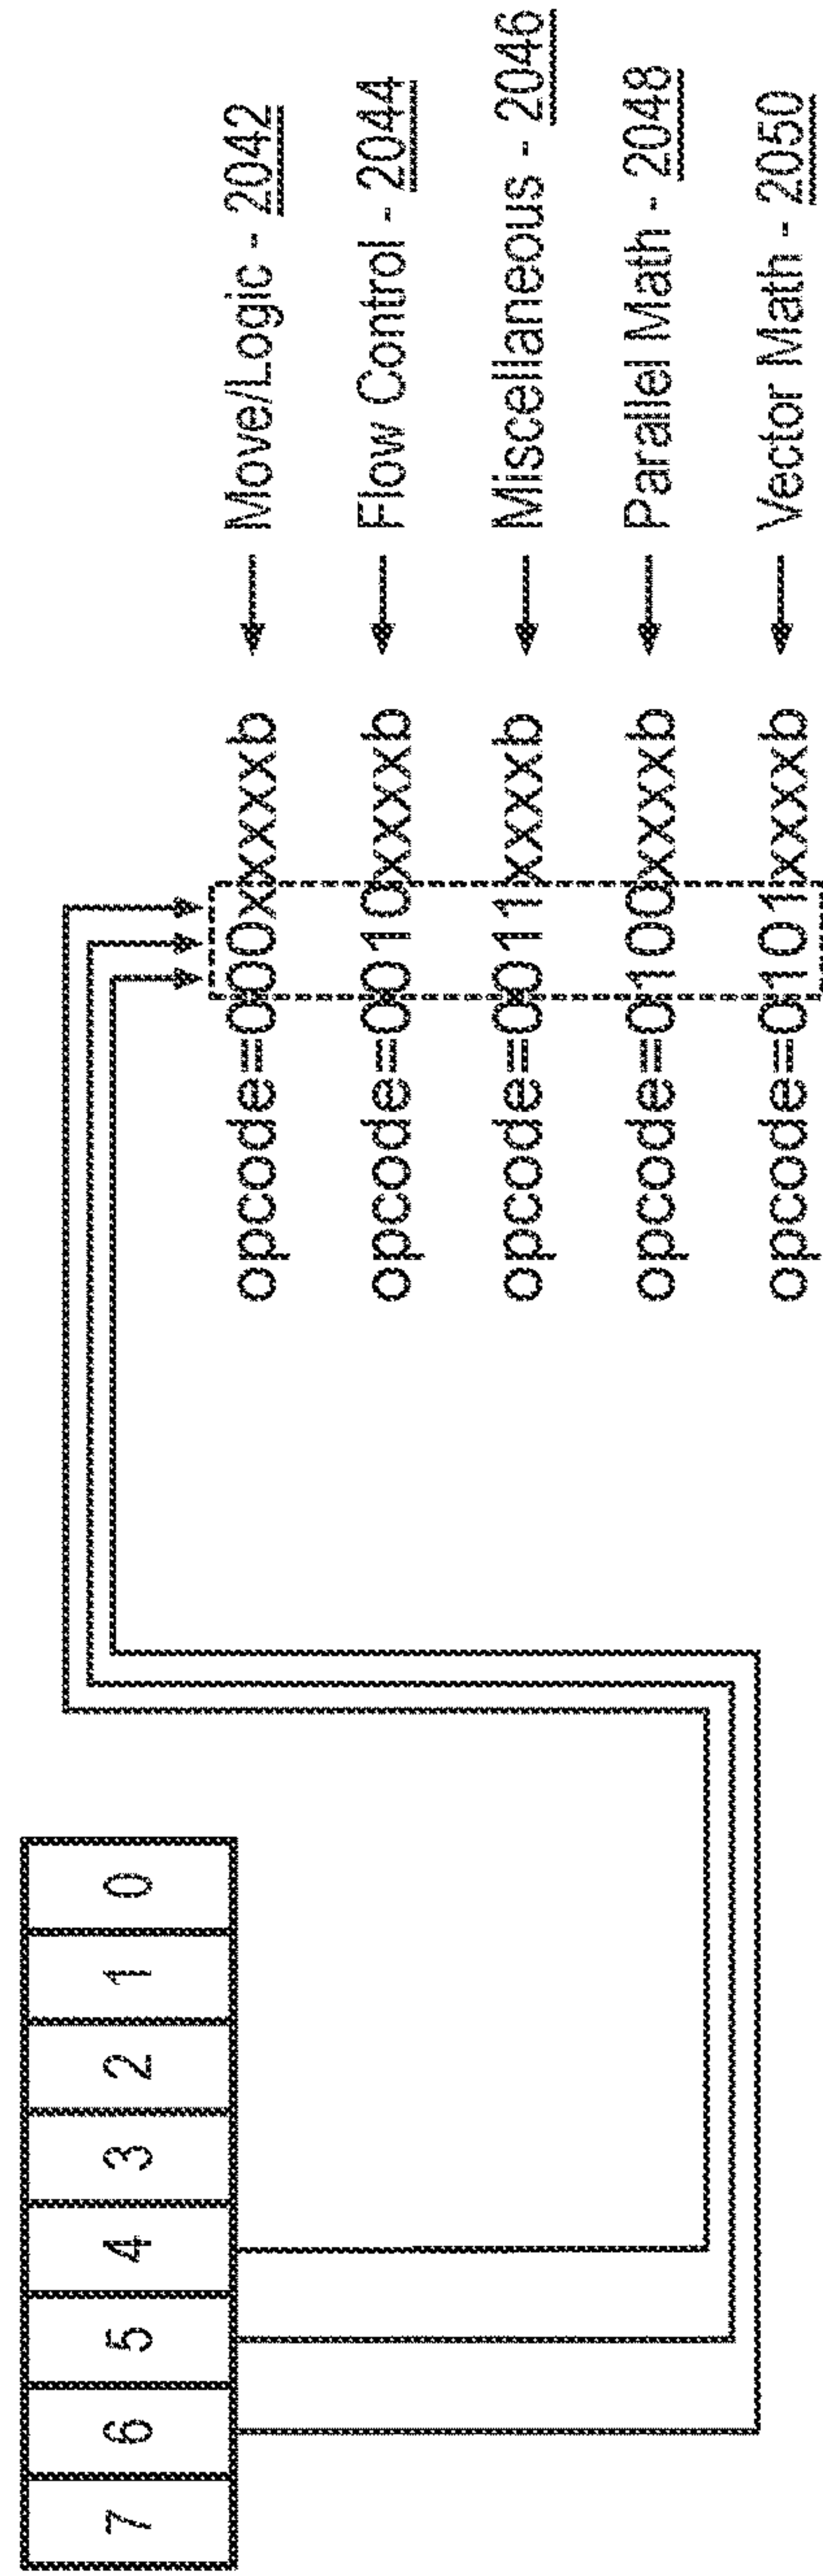 7 6 5 4 3 2 1 0
opcode=000xxxxxb ← Move/Logic - 2042
opcode=0010xxxxb ← Flow Control - 2044
opcode=0011xxxxb ← Miscellaneous - 2046
opcode=0100xxxxb ← Parallel Math - 2048
opcode=0101xxxxb ← Vector Math - 2050